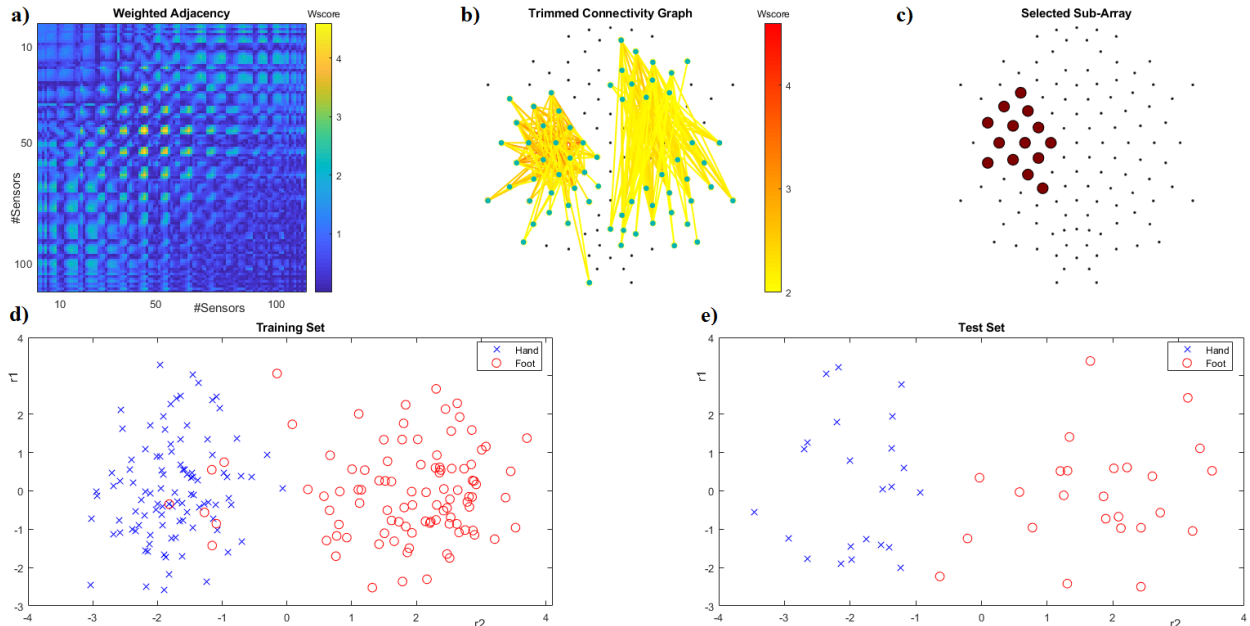 a) Weighted Adjacency Wscore
10
50
100
#Sensors
10 50 100
#Sensors
4
3
2
1
b) Trimmed Connectivity Graph Wscore
4
3
2
c) Selected Sub-Array
d) Training Set
4
3
2
1
0
-1
-2
-3
-4 -3 -2 -1 0 1 2 3 4
r1
r2
Hand
Foot
e) Test Set
4
3
2
1
0
-1
-2
-3
-4 -3 -2 -1 0 1 2 3 4
r1
r2
Hand
Foot